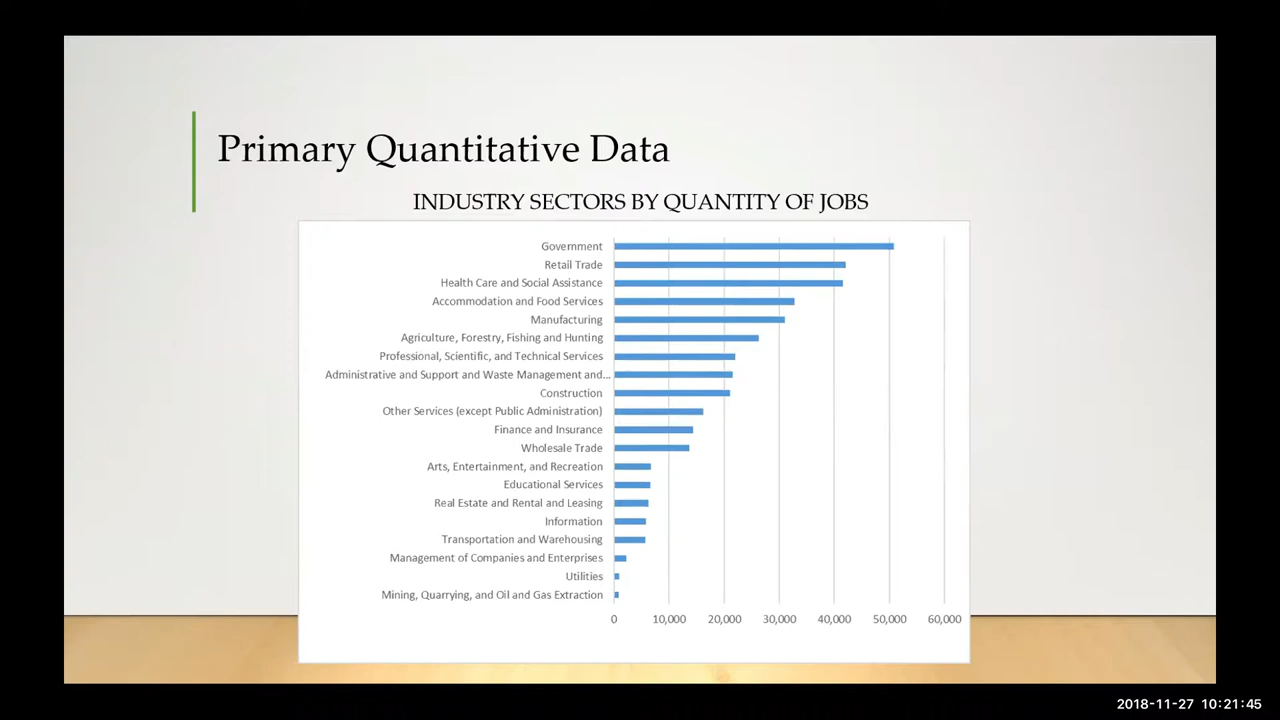 Primary Quantitative Data
INDUSTRY SECTORS BY QUANTITY OF JOBS
Government
Retail Trade
Health Care and Social Assistance
Accommodation and Food Services
Manufacturing
Agriculture, Forestry, Fishing and Hunting
Professional, Scientific, and Technical Services
Administrative and Support and Waste Management and...
Construction
Other Services (except Public Administration)
Finance and Insurance
Wholesale Trade
Arts, Entertainment, and Recreation
Educational Services
Real Estate and Rental and Leasing
Information
Transportation and Warehousing
Management of Companies and Enterprises
Utilities
Mining, Quarrying, and Oil and Gas Extraction
0 10,000 20,000 30,000 40,000 50,000 60,000
2018-11-27 10:21:45